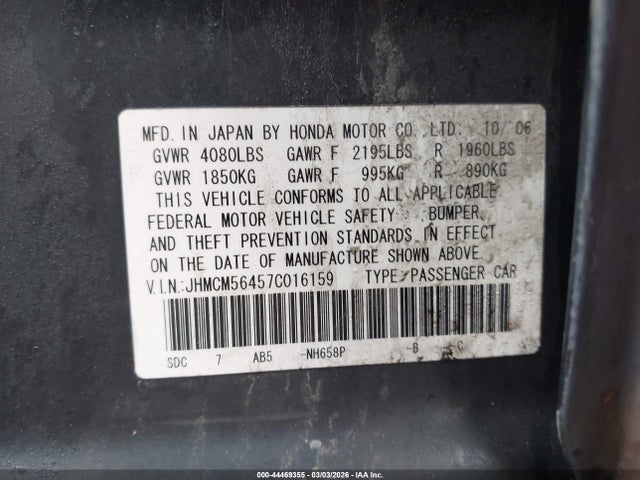 MFD. IN JAPAN BY HONDA MOTOR CO., LTD. 10/06
GVWR 4080LBS GAWR F 2195LBS R 1960LBS
GVWR 1850KG GAWR F 995KG R 890KG
THIS VEHICLE CONFORMS TO ALL APPLICABLE
FEDERAL MOTOR VEHICLE SAFETY, BUMPER,
AND THEFT PREVENTION STANDARDS IN EFFECT
ON THE DATE OF MANUFACTURE SHOWN ABOVE.
V.I.N.:JHMCM56457C016159 TYPE:PASSENGER CAR
SDC 7 AB5 -NH658P -B -C
000-44469355 - 03/03/2026 - IAA Inc.